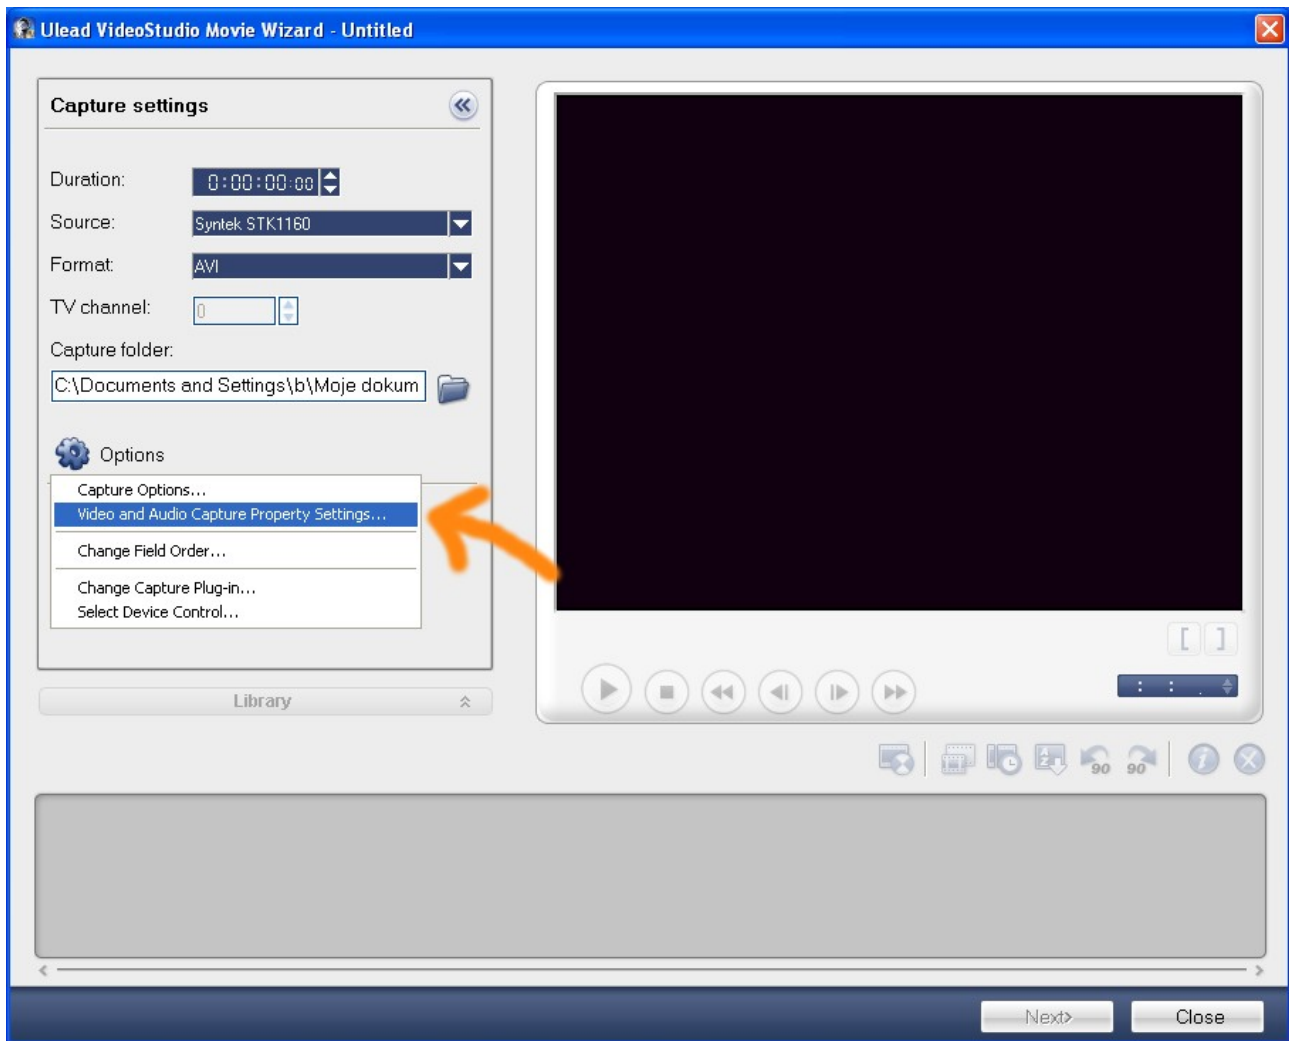 Ulead VideoStudio Movie Wizard - Untitled
Capture settings
Duration: 0:00:00:00
Source: Syntek STK1160
Format: AVI
TV channel: 0
Capture folder:
C:\Documents and Settings\b\Moje dokum
Options
Capture Options...
Video and Audio Capture Property Settings...
Change Field Order...
Change Capture Plug-in...
Select Device Control...
[ ]
Library
: : .
90 90
Next>
Close